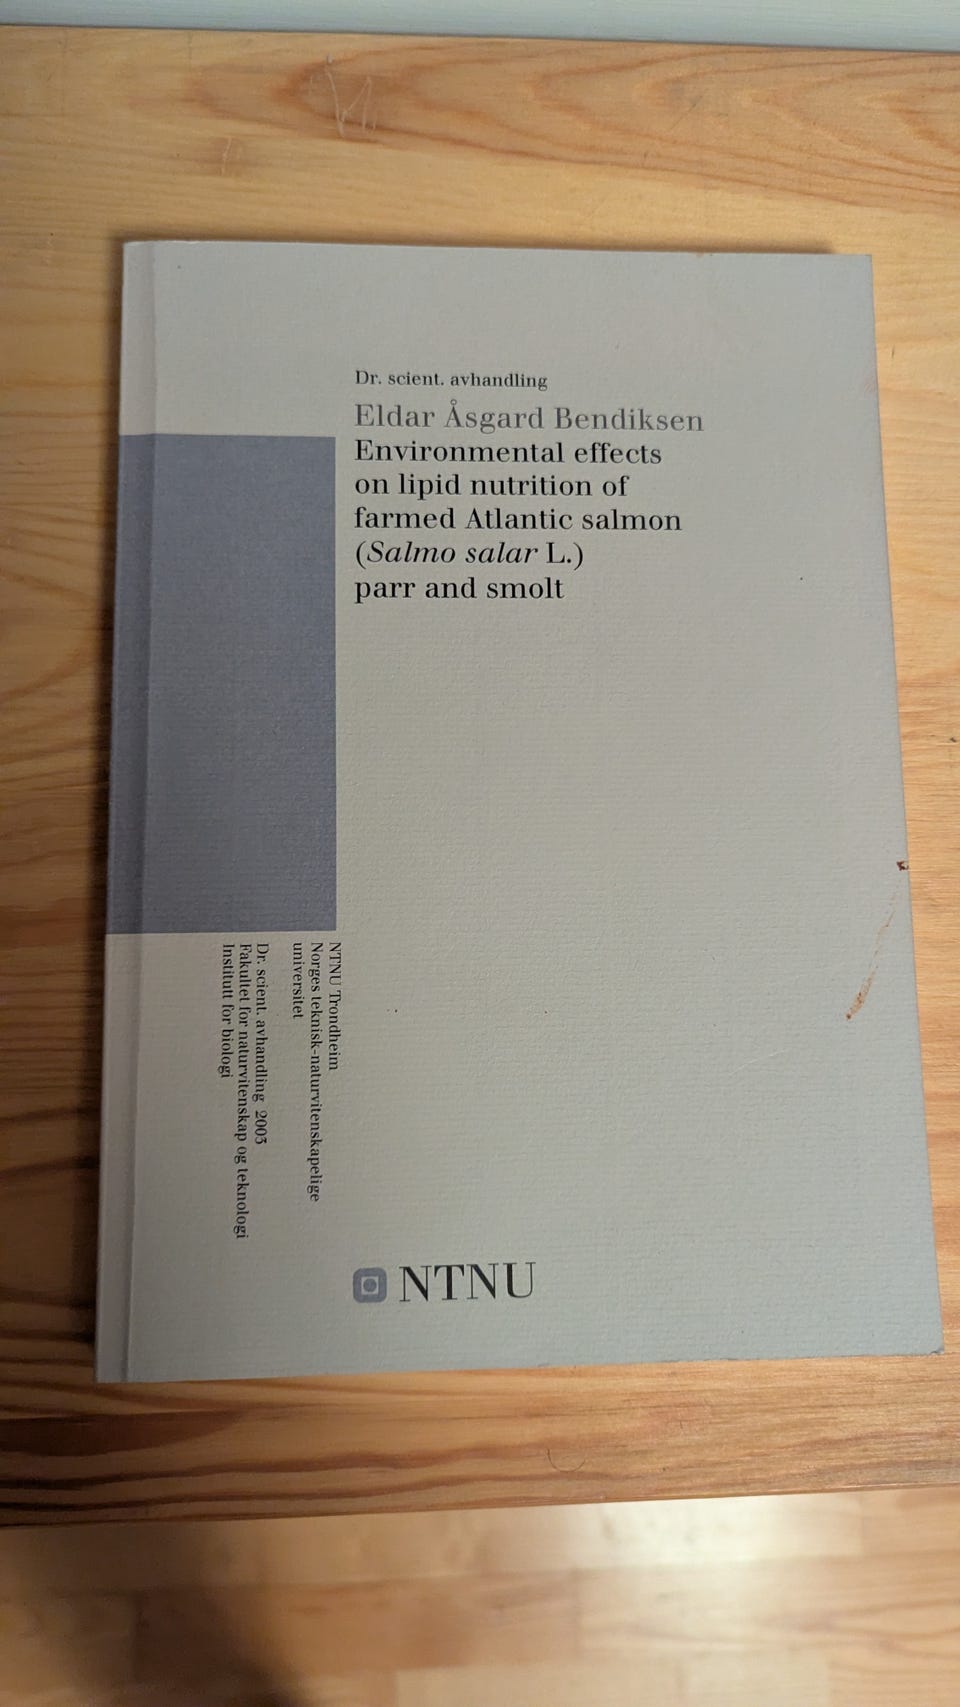 Dr. scient. avhandling
Eldar Åsgard Bendiksen
Environmental effects
on lipid nutrition of
farmed Atlantic salmon
(Salmo salar L.)
parr and smolt
NTNU Trondheim
Norges teknisk-naturvitenskapelige
universitet
Dr. scient. avhandling 2003
Fakultet for naturvitenskap og teknologi
Institutt for biologi
NTNU